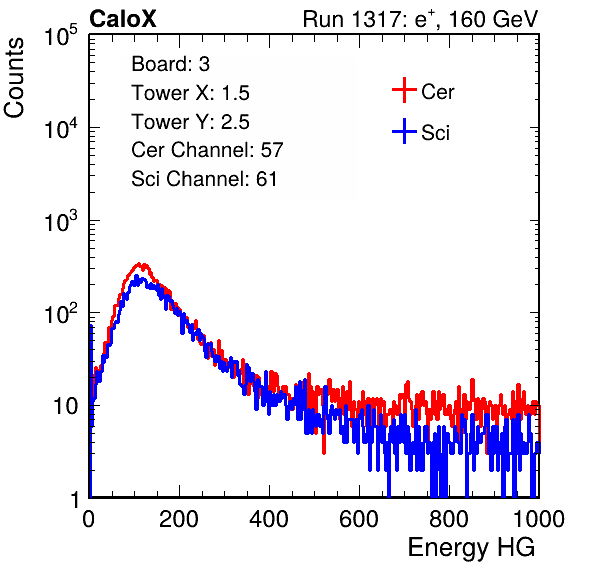 CaloX Run 1317: e⁺, 160 GeV
Counts
Board: 3
Tower X: 1.5
Tower Y: 2.5
Cer Channel: 57
Sci Channel: 61
Cer
Sci
10⁵
10⁴
10³
10²
10
1
0 200 400 600 800 1000
Energy HG